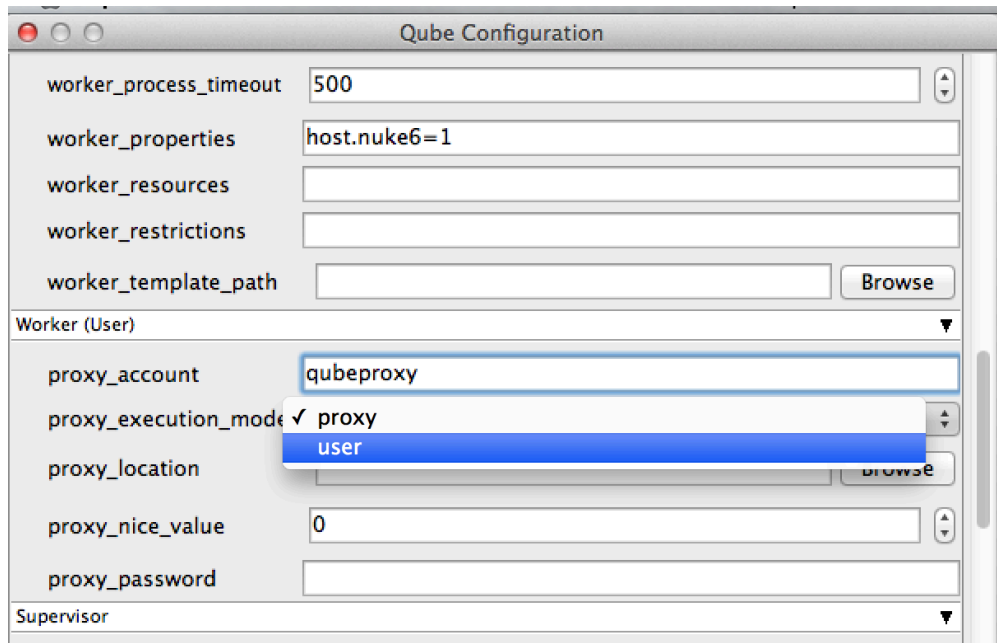 Qube Configuration
worker_process_timeout 500
worker_properties host.nuke6=1
worker_resources
worker_restrictions
worker_template_path Browse
Worker (User)
proxy_account qubeproxy
proxy_execution_mode ✓ proxy
user
proxy_location Browse
proxy_nice_value 0
proxy_password
Supervisor